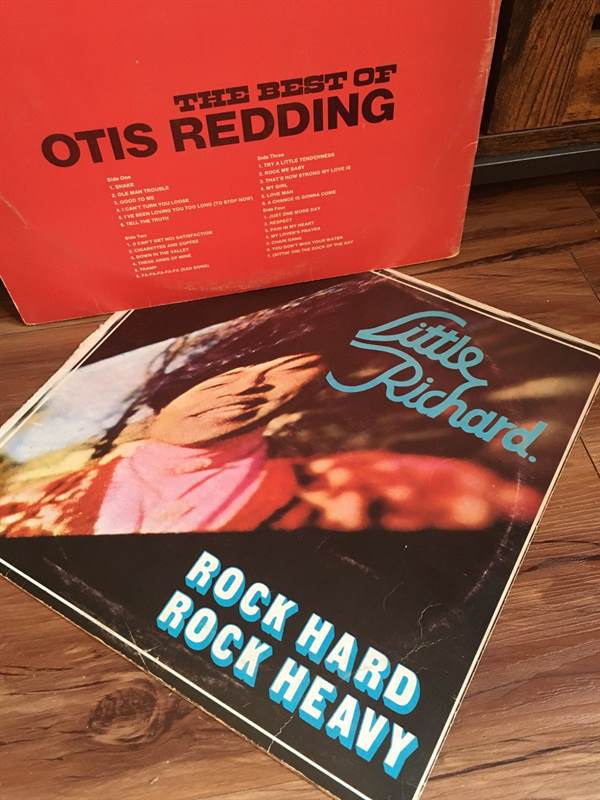 THE BEST OF
OTIS REDDING
Side One
1. SHAKE
2. OLE MAN TROUBLE
3. GOOD TO ME
4. I CAN'T TURN YOU LOOSE
5. I'VE BEEN LOVING YOU TOO LONG (TO STOP NOW)
6. TELL THE TRUTH
Side Two
1. (I CAN'T GET NO) SATISFACTION
2. CIGARETTES AND COFFEE
3. DOWN IN THE VALLEY
4. THESE ARMS OF MINE
5. TRAMP
6. FA-FA-FA-FA-FA (SAD SONG)
Side Three
1. TRY A LITTLE TENDERNESS
2. ROCK ME BABY
3. THAT'S HOW STRONG MY LOVE IS
4. MY GIRL
5. LOVE MAN
6. A CHANGE IS GONNA COME
Side Four
1. JUST ONE MORE DAY
2. RESPECT
3. PAIN IN MY HEART
4. MY LOVER'S PRAYER
5. CHAIN GANG
6. YOU DON'T MISS YOUR WATER
7. (SITTIN' ON) THE DOCK OF THE BAY
Little
Richard.
ROCK HARD
ROCK HEAVY